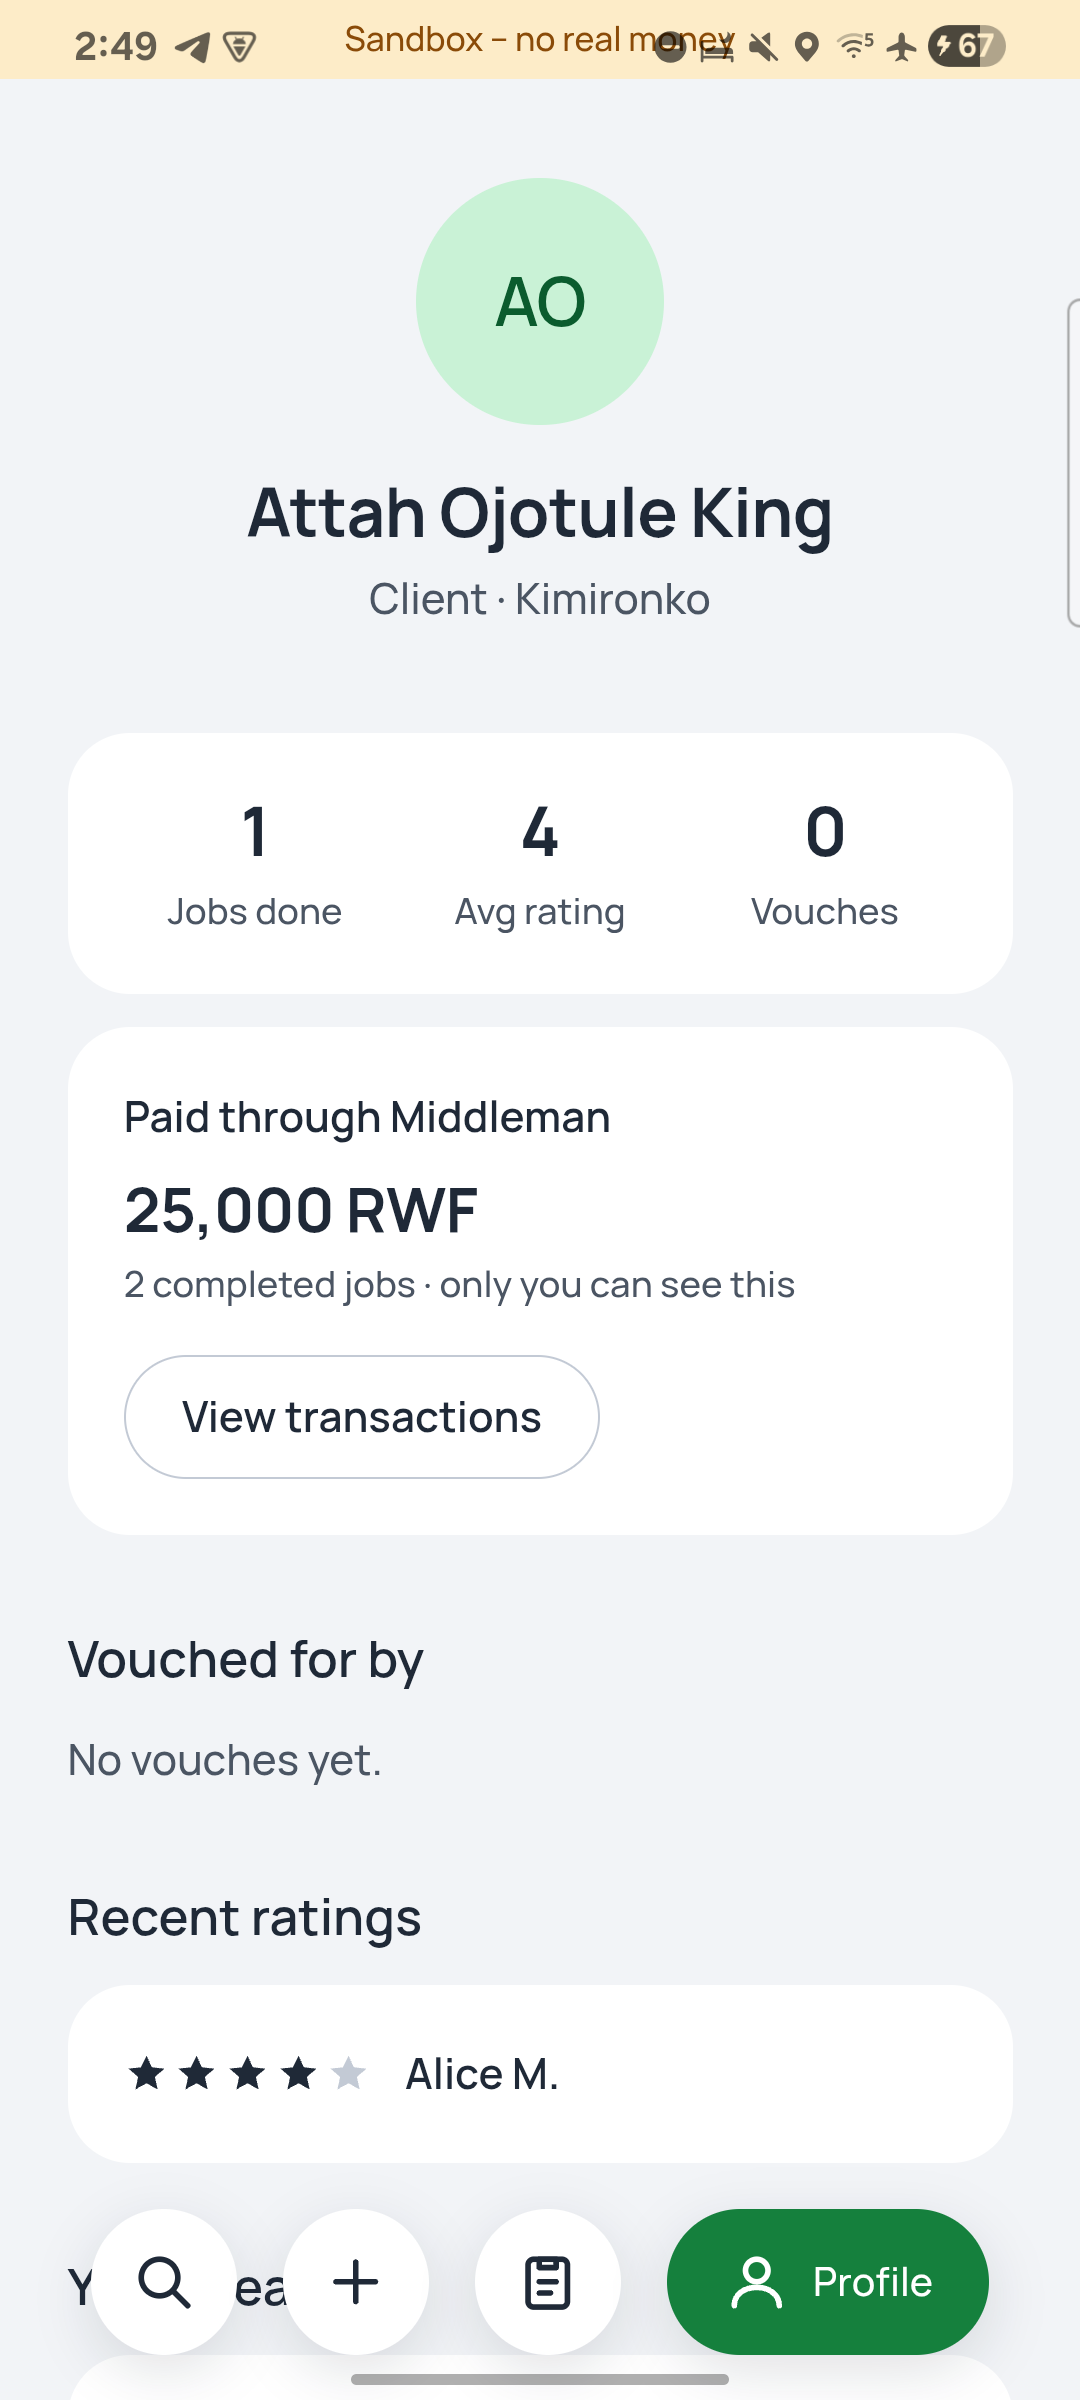 2:49
Sandbox – no real money
5
67
AO
Attah Ojotule King
Client · Kimironko
1
Jobs done
4
Avg rating
0
Vouches
Paid through Middleman
25,000 RWF
2 completed jobs · only you can see this
View transactions
Vouched for by
No vouches yet.
Recent ratings
Alice M.
Profile